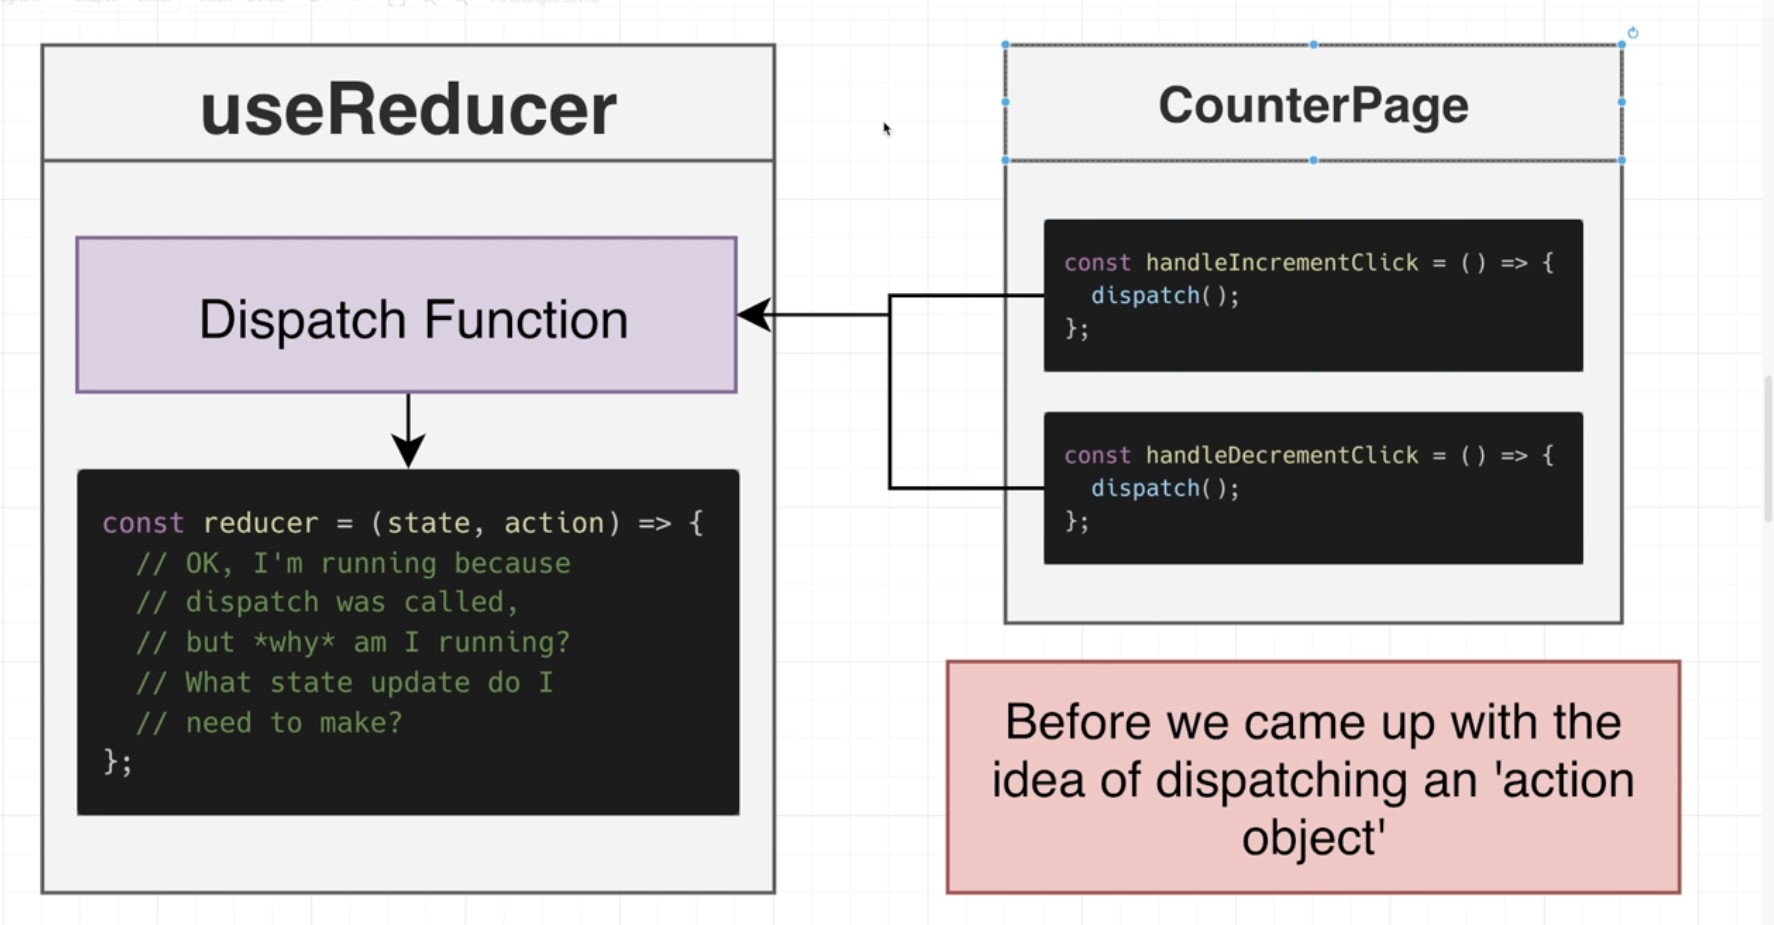 useReducer
Dispatch Function
const reducer = (state, action) => {
  // OK, I'm running because
  // dispatch was called,
  // but *why* am I running?
  // What state update do I
  // need to make?
};
CounterPage
const handleIncrementClick = () => {
  dispatch();
};
const handleDecrementClick = () => {
  dispatch();
};
Before we came up with the
idea of dispatching an 'action
object'